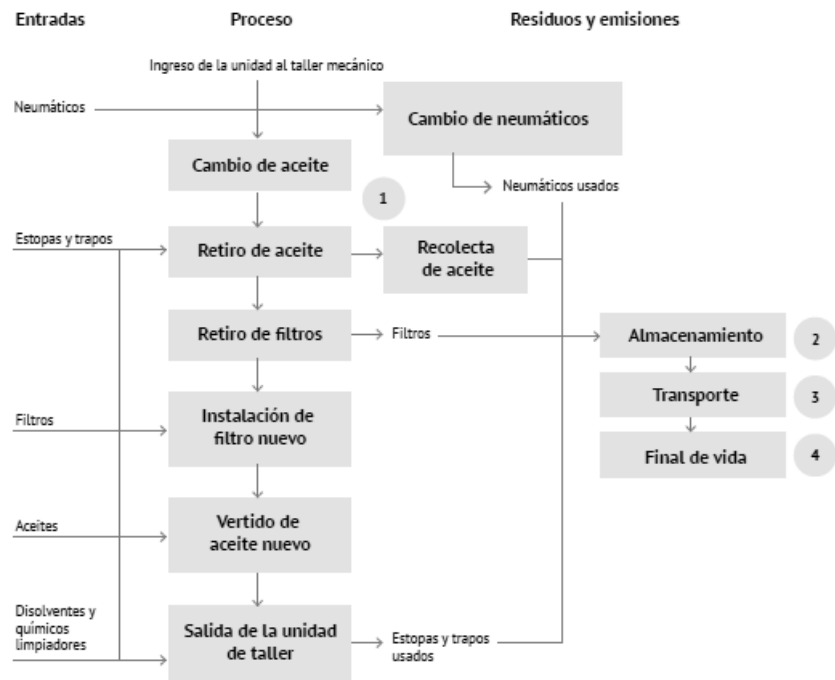 Entradas
Proceso
Residuos y emisiones
Ingreso de la unidad al taller mecánico
Neumáticos
Cambio de neumáticos
Cambio de aceite
1
Neumáticos usados
Estopas y trapos
Retiro de aceite
Recolecta
de aceite
Retiro de filtros
Filtros
Almacenamiento
2
Transporte
3
Filtros
Instalación de
filtro nuevo
Final de vida
4
Aceites
Vertido de
aceite nuevo
Disolventes y
químicos
limpiadores
Salida de la unidad
de taller
Estopas y trapos
usados